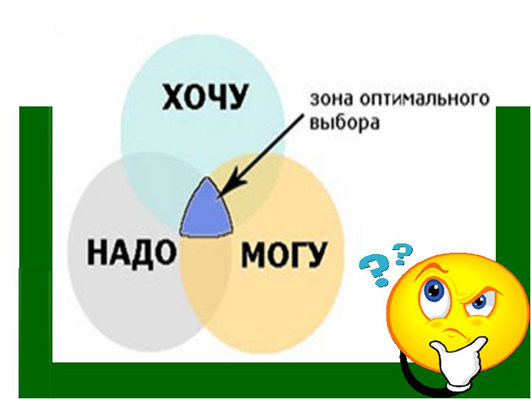 ХОЧУ
зона оптимального
выбора
НАДО
МОГУ
??